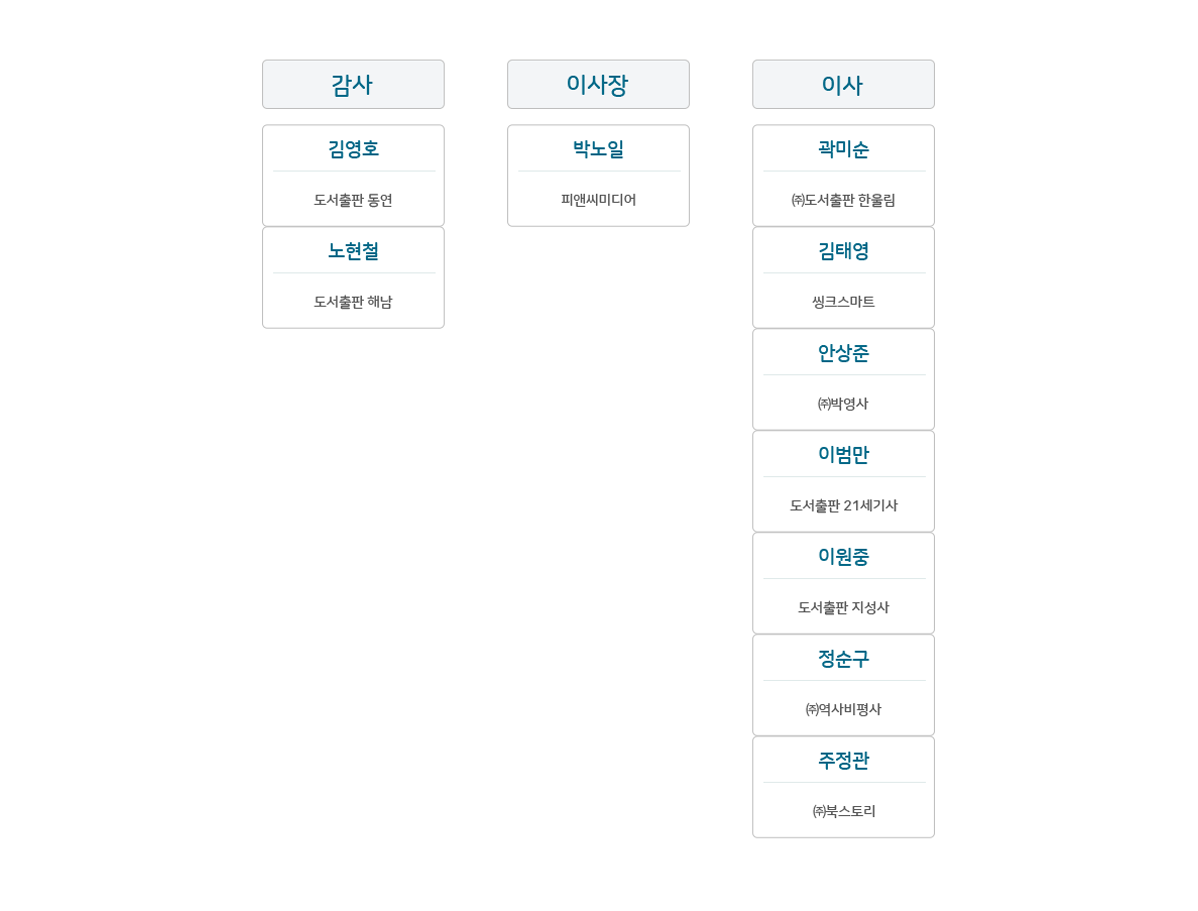 감사
김영호
도서출판 동연
노현철
도서출판 해남
이사장
박노일
피앤씨미디어
이사
곽미순
㈜도서출판 한울림
김태영
씽크스마트
안상준
㈜박영사
이범만
도서출판 21세기사
이원중
도서출판 지성사
정순구
㈜역사비평사
주정관
㈜북스토리